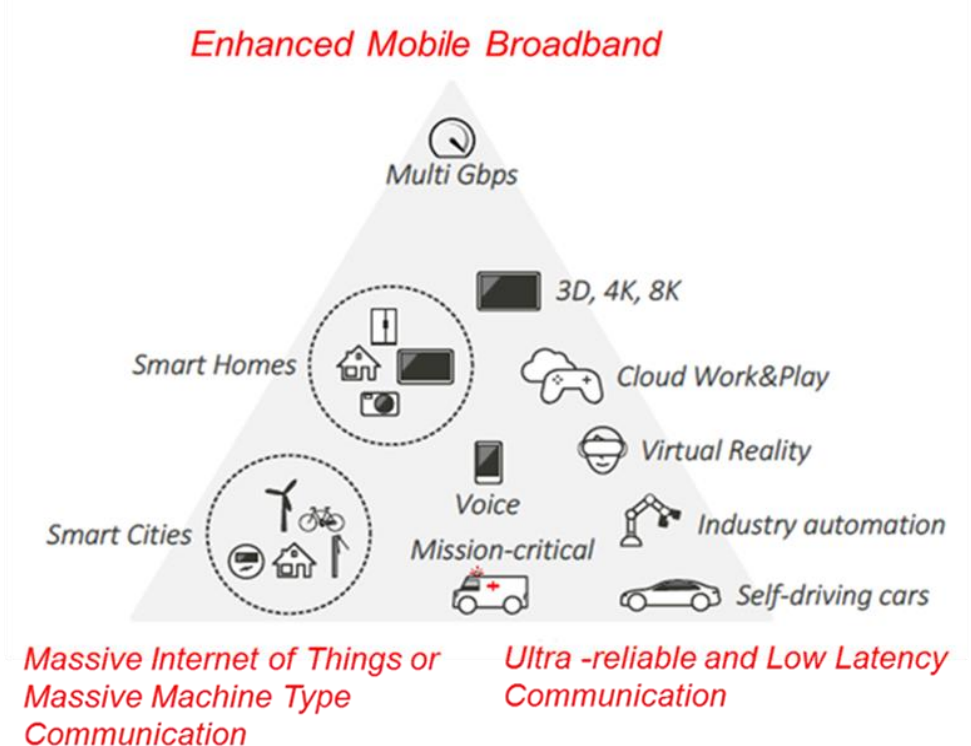 Enhanced Mobile Broadband
Multi Gbps
3D, 4K, 8K
Smart Homes
Cloud Work&Play
Virtual Reality
Voice
Smart Cities
Industry automation
Mission-critical
Self-driving cars
Massive Internet of Things or
Massive Machine Type
Communication
Ultra -reliable and Low Latency
Communication